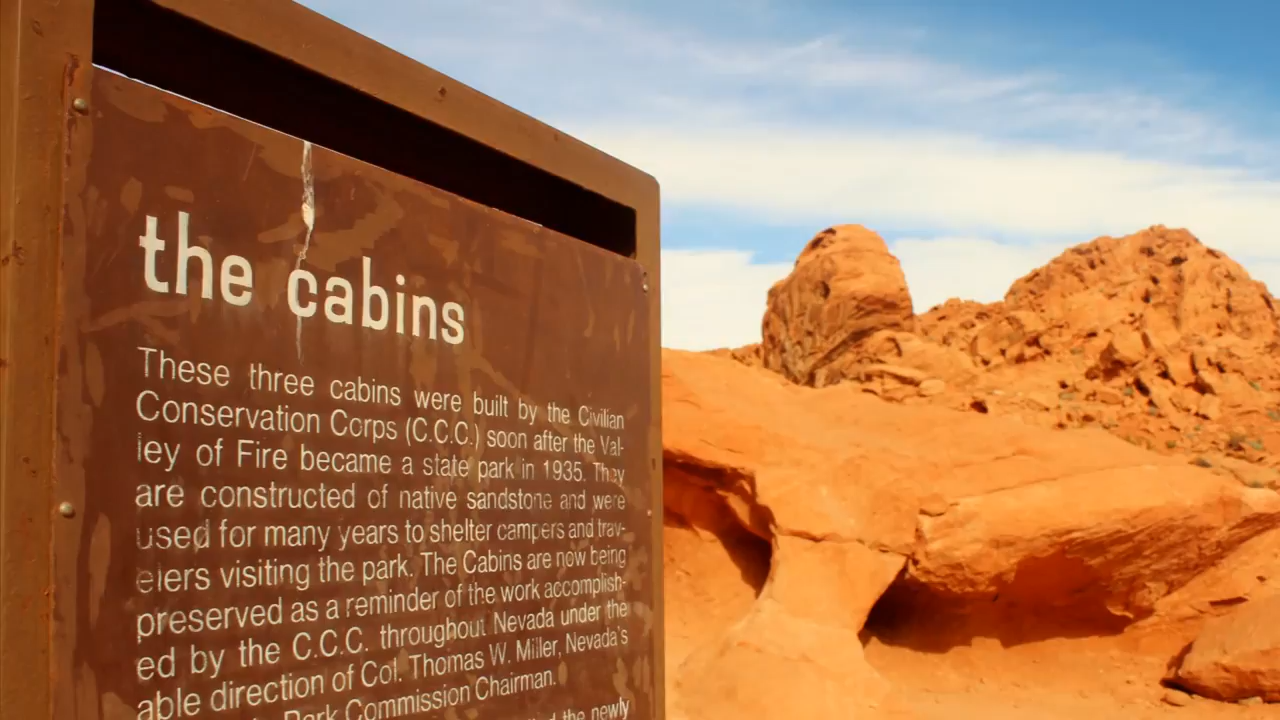 the cabins
These three cabins were built by the Civilian
Conservation Corps (C.C.C.) soon after the Val-
ley of Fire became a state park in 1935. They
are constructed of native sandstone and were
used for many years to shelter campers and trav-
elers visiting the park. The Cabins are now being
preserved as a reminder of the work accomplish-
ed by the C.C.C. throughout Nevada under the
able direction of Col. Thomas W. Miller, Nevada's
Park Commission Chairman.
the newly